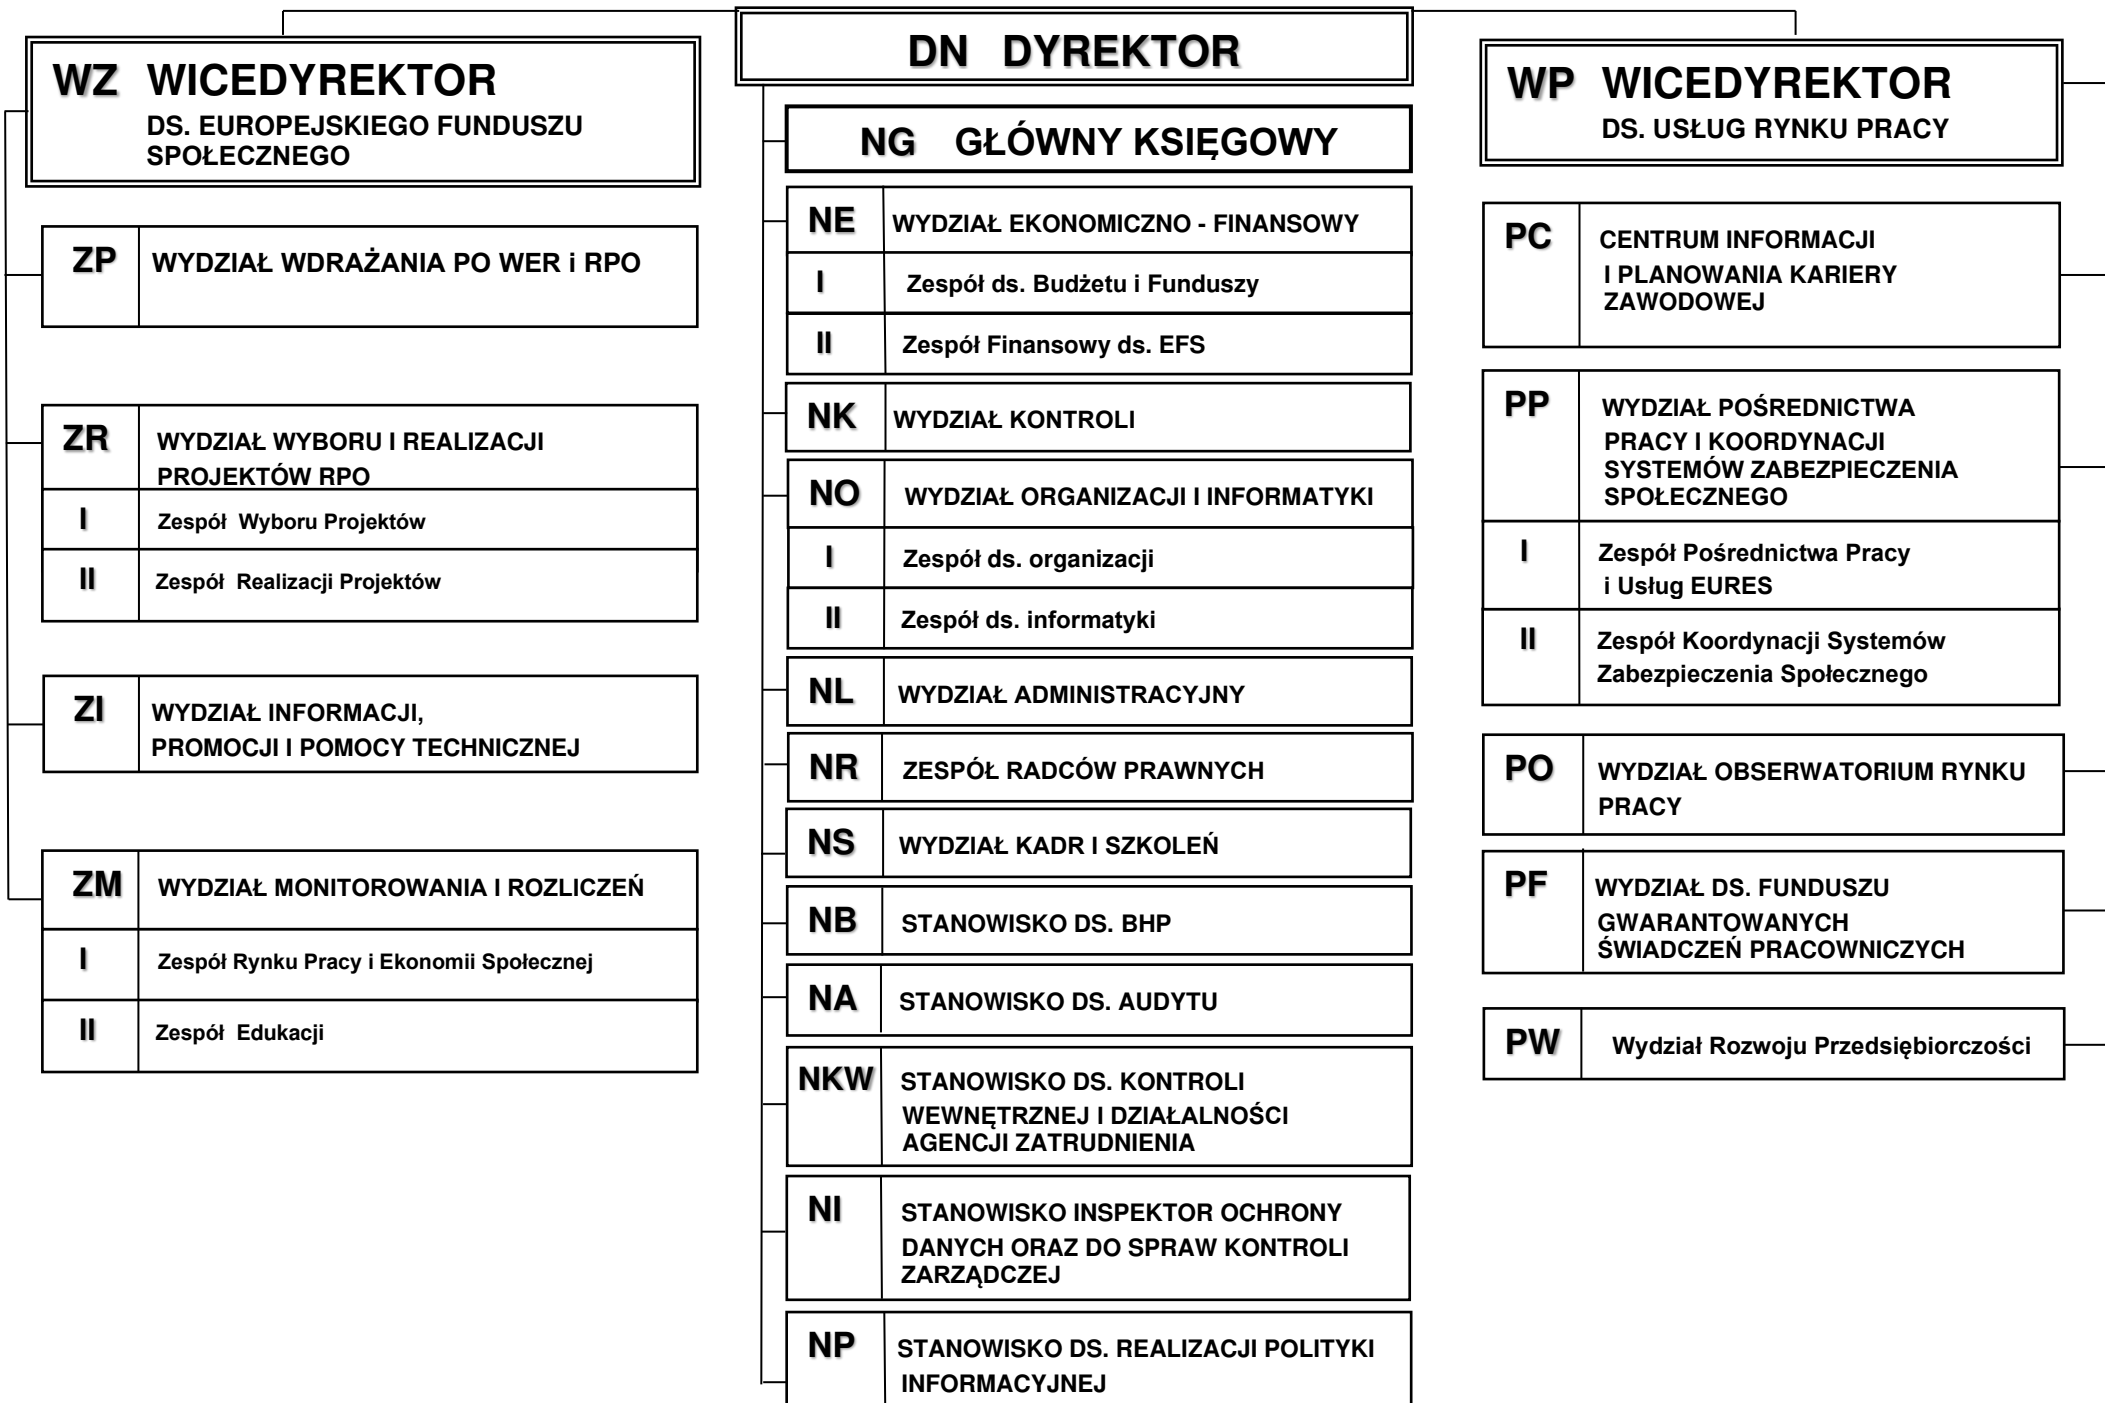 WZ WICEDYREKTOR
DS. EUROPEJSKIEGO FUNDUSZU
SPOŁECZNEGO
ZP WYDZIAŁ WDRAŻANIA PO WER i RPO
ZR WYDZIAŁ WYBORU I REALIZACJI
PROJEKTÓW RPO
I Zespół Wyboru Projektów
II Zespół Realizacji Projektów
ZI WYDZIAŁ INFORMACJI,
PROMOCJI I POMOCY TECHNICZNEJ
ZM WYDZIAŁ MONITOROWANIA I ROZLICZEŃ
I Zespół Rynku Pracy i Ekonomii Społecznej
II Zespół Edukacji
DN DYREKTOR
NG GŁÓWNY KSIĘGOWY
NE WYDZIAŁ EKONOMICZNO - FINANSOWY
I Zespół ds. Budżetu i Funduszy
II Zespół Finansowy ds. EFS
NK WYDZIAŁ KONTROLI
NO WYDZIAŁ ORGANIZACJI I INFORMATYKI
I Zespół ds. organizacji
II Zespół ds. informatyki
NL WYDZIAŁ ADMINISTRACYJNY
NR ZESPÓŁ RADCÓW PRAWNYCH
NS WYDZIAŁ KADR I SZKOLEŃ
NB STANOWISKO DS. BHP
NA STANOWISKO DS. AUDYTU
NKW STANOWISKO DS. KONTROLI
WEWNĘTRZNEJ I DZIAŁALNOŚCI
AGENCJI ZATRUDNIENIA
NI STANOWISKO INSPEKTOR OCHRONY
DANYCH ORAZ DO SPRAW KONTROLI
ZARZĄDCZEJ
NP STANOWISKO DS. REALIZACJI POLITYKI
INFORMACYJNEJ
WP WICEDYREKTOR
DS. USŁUG RYNKU PRACY
PC CENTRUM INFORMACJI
I PLANOWANIA KARIERY
ZAWODOWEJ
PP WYDZIAŁ POŚREDNICTWA
PRACY I KOORDYNACJI
SYSTEMÓW ZABEZPIECZENIA
SPOŁECZNEGO
I Zespół Pośrednictwa Pracy
i Usług EURES
II Zespół Koordynacji Systemów
Zabezpieczenia Społecznego
PO WYDZIAŁ OBSERWATORIUM RYNKU
PRACY
PF WYDZIAŁ DS. FUNDUSZU
GWARANTOWANYCH
ŚWIADCZEŃ PRACOWNICZYCH
PW Wydział Rozwoju Przedsiębiorczości